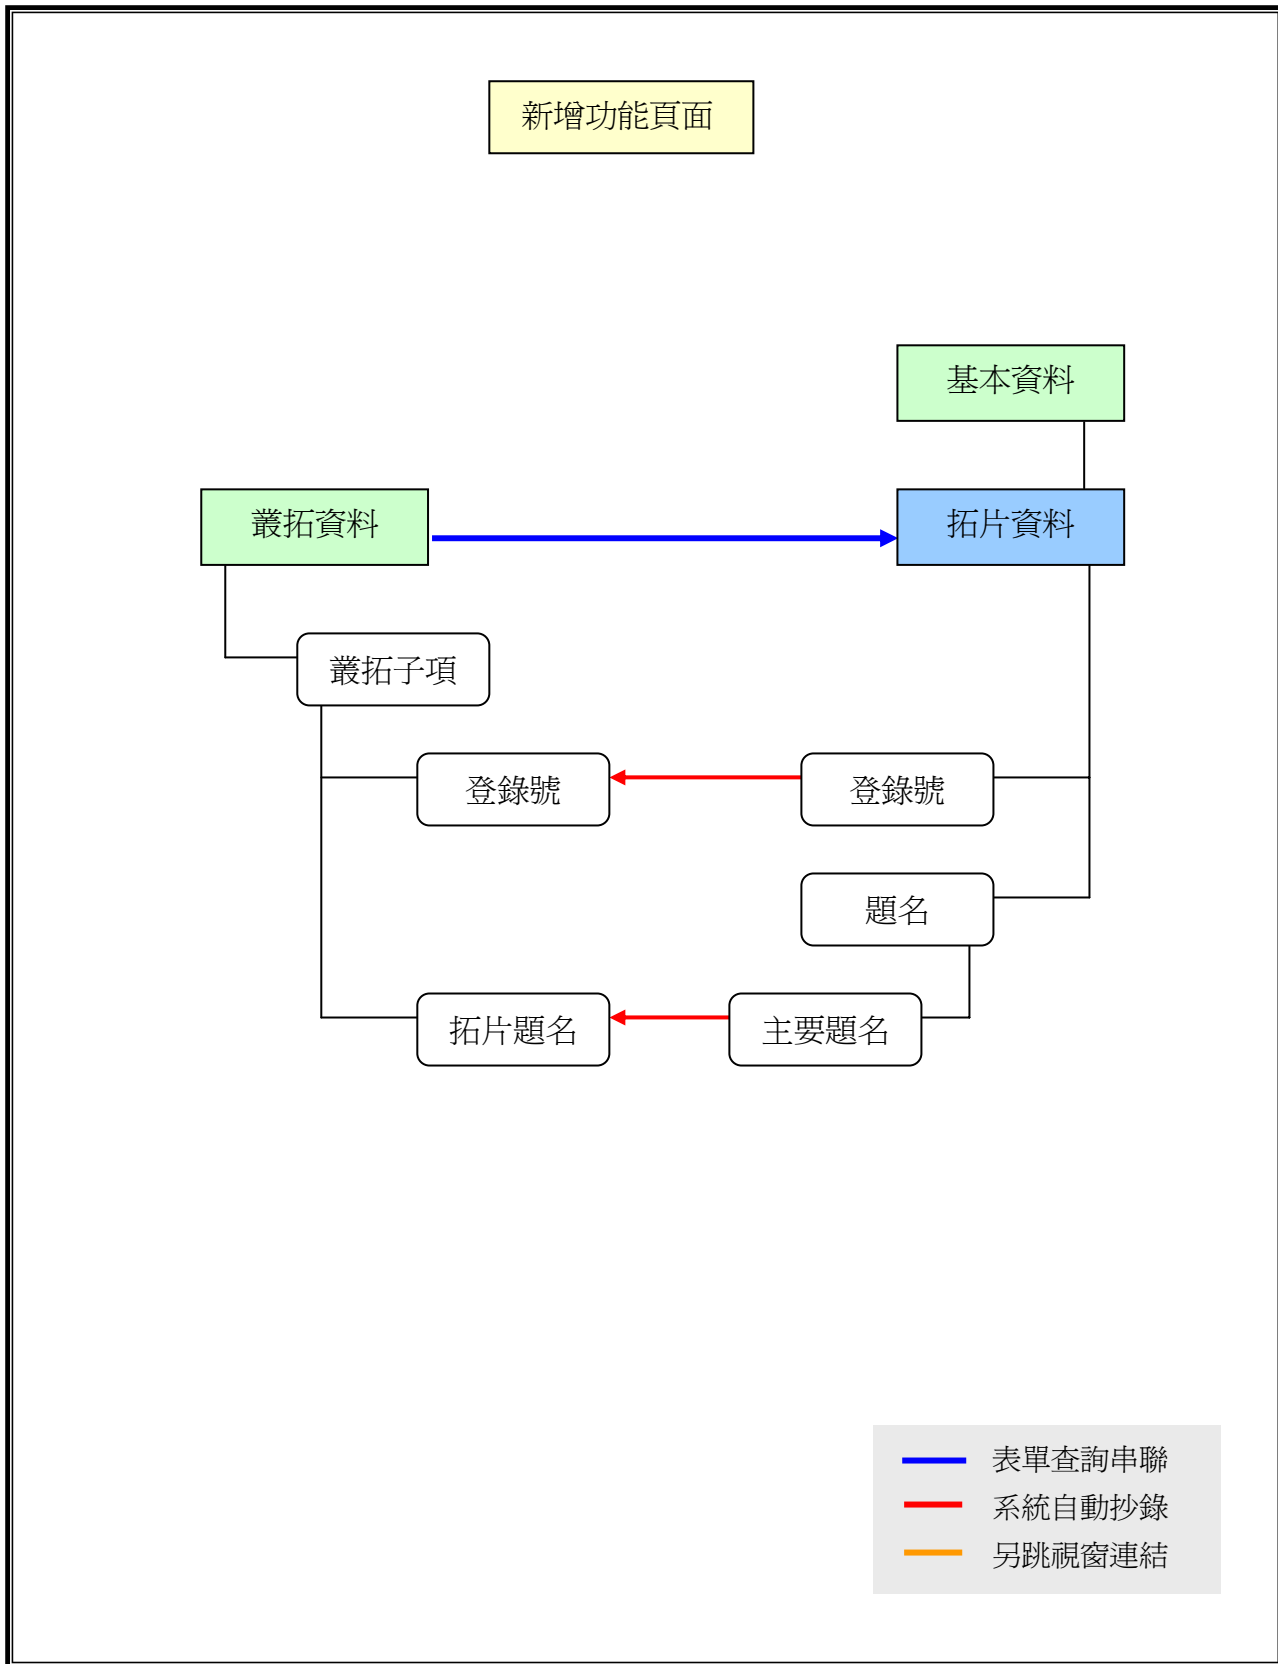 新增功能頁面
基本資料
叢拓資料
拓片資料
叢拓子項
登錄號
登錄號
題名
拓片題名
主要題名
表單查詢串聯
系統自動抄錄
另跳視窗連結